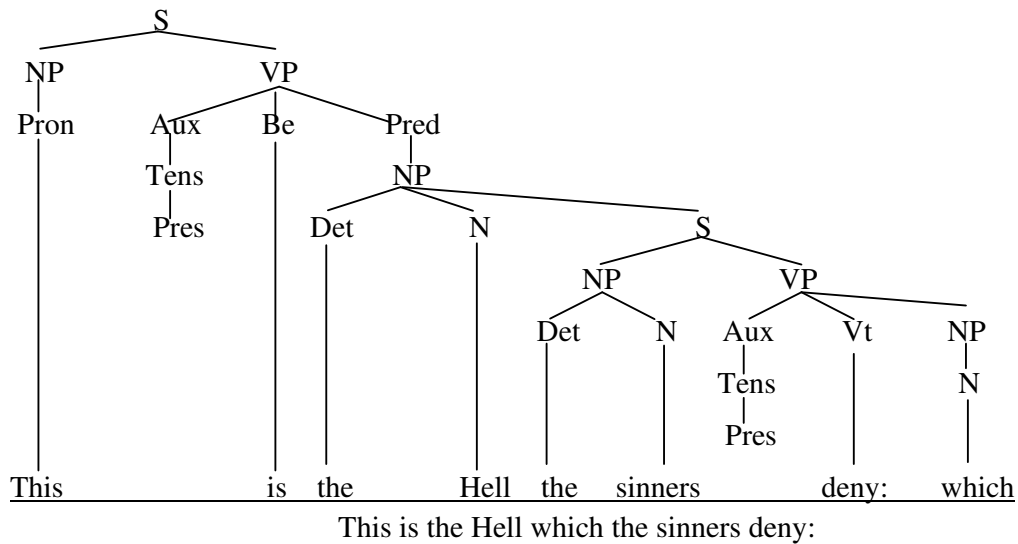 S
NP VP
Pron Aux Be Pred
Tens NP
Pres Det N S
NP VP
Det N Aux Vt NP
Tens N
Pres
This is the Hell the sinners deny: which
This is the Hell which the sinners deny: